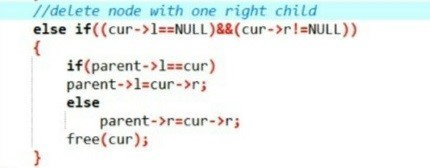 //delete node with one right child
else if((cur->l==NULL)&&(cur->r!=NULL))
{
if(parent->l==cur)
parent->l=cur->r;
else
parent->r=cur->r;
free(cur);
}